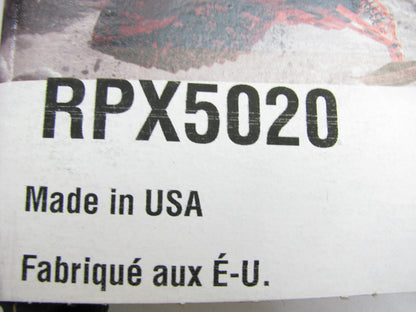 RPX5020
Made in USA
Fabriqué aux É-U.